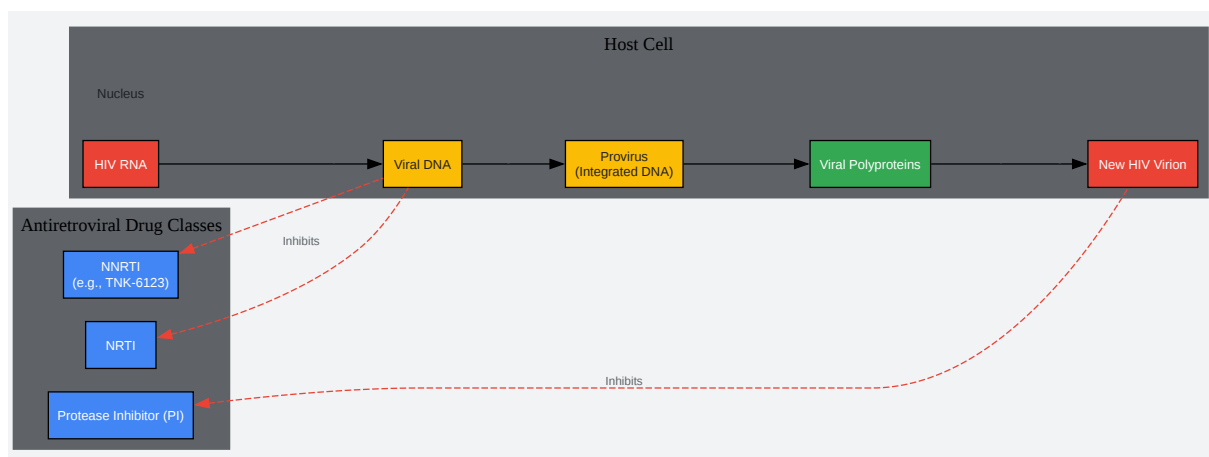 Host Cell
Nucleus
HIV RNA
Viral DNA
Provirus
(Integrated DNA)
Viral Polyproteins
New HIV Virion
Antiretroviral Drug Classes
Inhibits
NNRTI
(e.g., TNK-6123)
NRTI
Inhibits
Protease Inhibitor (PI)